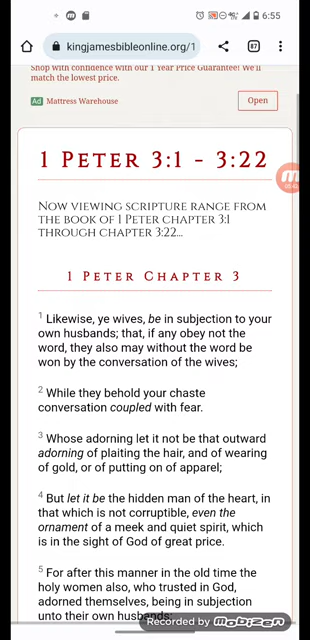 6:55
kingjamesbibleonline.org/1
87
Shop with confidence with our 1 Year Price Guarantee! We'll
match the lowest price.
Ad Mattress Warehouse
Open
1 Peter 3:1 - 3:22
Now viewing scripture range from
the book of 1 Peter chapter 3:1
through chapter 3:22...
1 Peter Chapter 3
1 Likewise, ye wives, be in subjection to your
own husbands; that, if any obey not the
word, they also may without the word be
won by the conversation of the wives;
2 While they behold your chaste
conversation coupled with fear.
3 Whose adorning let it not be that outward
adorning of plaiting the hair, and of wearing
of gold, or of putting on of apparel;
4 But let it be the hidden man of the heart, in
that which is not corruptible, even the
ornament of a meek and quiet spirit, which
is in the sight of God of great price.
5 For after this manner in the old time the
holy women also, who trusted in God,
adorned themselves, being in subjection
unto their own husbands:
Recorded by mobizen